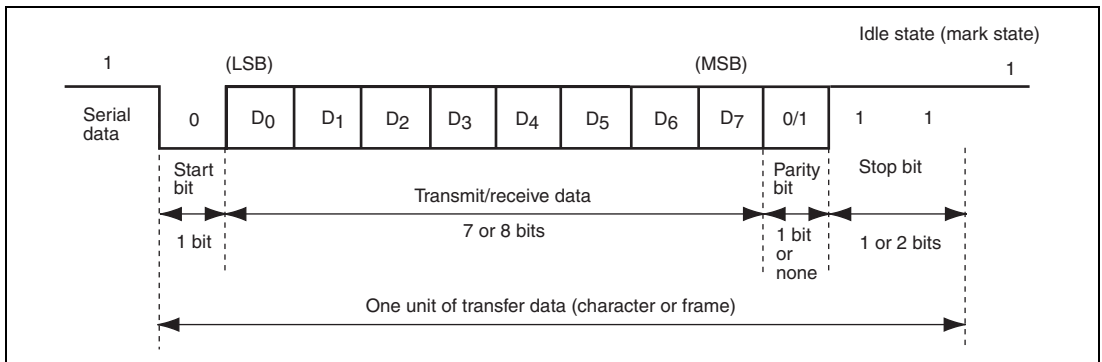 Idle state (mark state)
1 (LSB) (MSB) 1
Serial data
0 D0 D1 D2 D3 D4 D5 D6 D7 0/1 1 1
Start bit
Parity bit
Stop bit
Transmit/receive data
1 bit
7 or 8 bits
1 bit or none
1 or 2 bits
One unit of transfer data (character or frame)